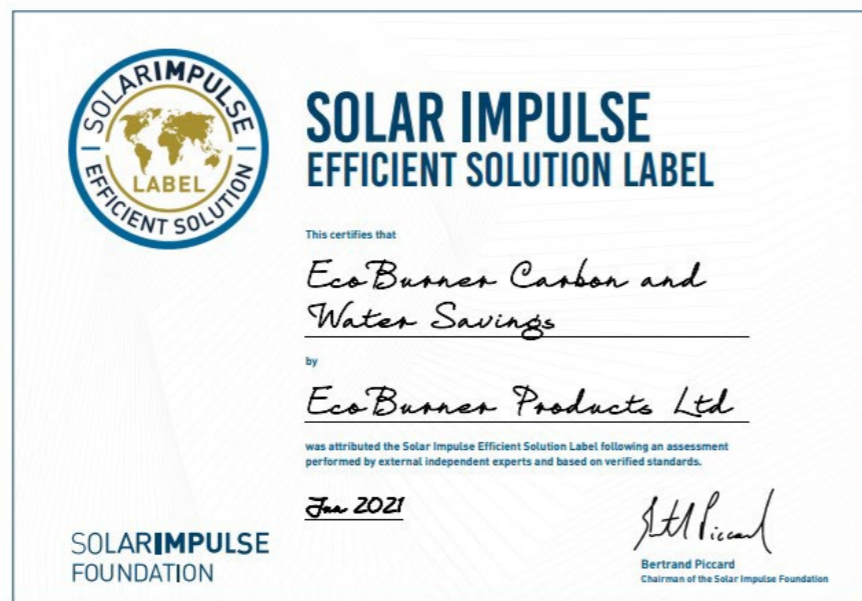 SOLARIMPULSE
LABEL
EFFICIENT SOLUTION
SOLAR IMPULSE
EFFICIENT SOLUTION LABEL
This certifies that
EcoBurner Carbon and
Water Savings
by
EcoBurner Products Ltd
was attributed the Solar Impulse Efficient Solution Label following an assessment
performed by external independent experts and based on verified standards.
Jan 2021
Bertrand Piccard
Chairman of the Solar Impulse Foundation
SOLARIMPULSE
FOUNDATION